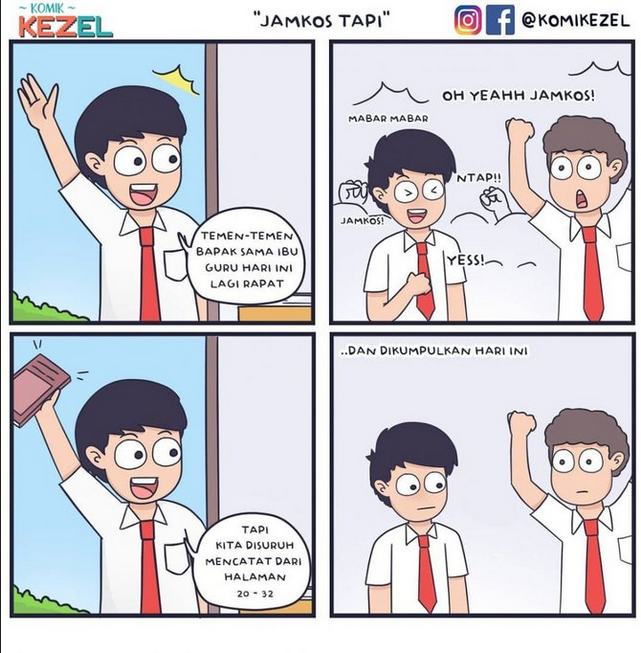 ~ KOMIK ~
KEZEL
"JAMKOS TAPI"
@KOMIKEZEL
TEMEN-TEMEN
BAPAK SAMA IBU
GURU HARI INI
LAGI RAPAT
OH YEAHH JAMKOS!
MABAR MABAR
NTAP!!
JAMKOS!
YESS!
TAPI
KITA DISURUH
MENCATAT DARI
HALAMAN
20 - 32
..DAN DIKUMPULKAN HARI INI